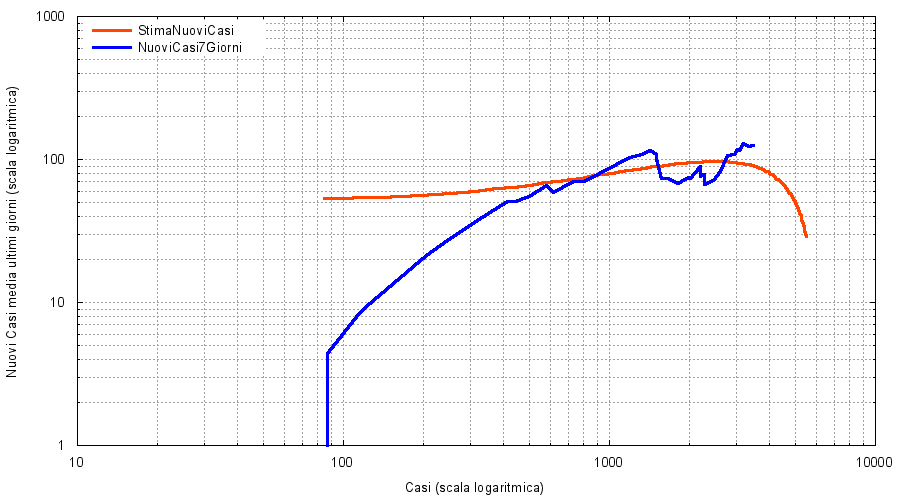 1000
StimaNuoviCasi
NuoviCasi7Giorni
100
10
1
Nuovi Casi media ultimi giorni (scala logaritmica)
10
100
1000
10000
Casi (scala logaritmica)